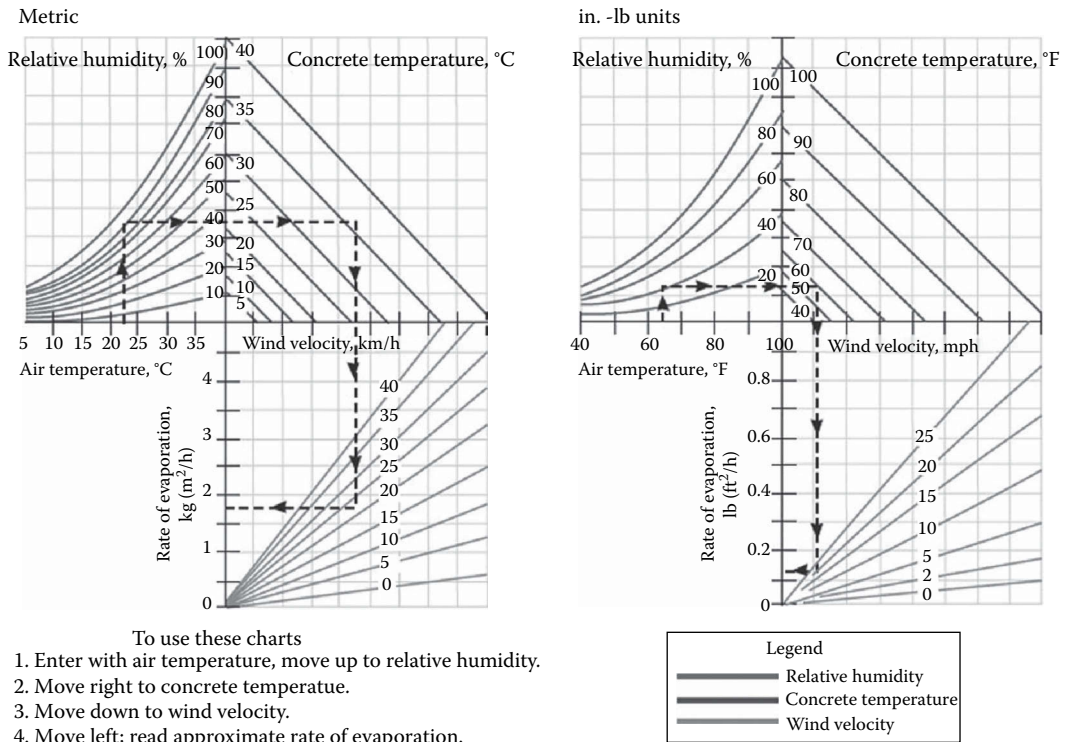 Metric
Relative humidity, %
Concrete temperature, °C
100
90
80
70
60
50
40
30
20
10
40
35
30
25
20
15
10
5
5 10 15 20 25 30 35
Air temperature, °C
Wind velocity, km/h
Rate of evaporation,
kg (m2/h)
4
3
2
1
0
40
35
30
25
20
15
10
5
0
in. -lb units
Relative humidity, %
Concrete temperature, °F
100
80
60
40
20
100
90
80
70
60
50
40
40 60 80 100
Air temperature, °F
Wind velocity, mph
Rate of evaporation,
lb (ft2/h)
0.8
0.6
0.4
0.2
0
25
20
15
10
5
2
0
To use these charts
1. Enter with air temperature, move up to relative humidity.
2. Move right to concrete temperatue.
3. Move down to wind velocity.
4. Move left: read approximate rate of evaporation.
Legend
Relative humidity
Concrete temperature
Wind velocity